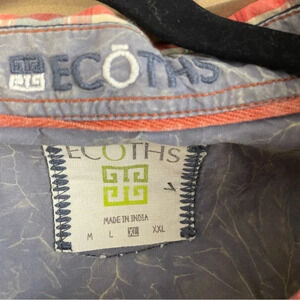 ECŌTHS
ECOTHS
MADE IN INDIA
M L XL XXL